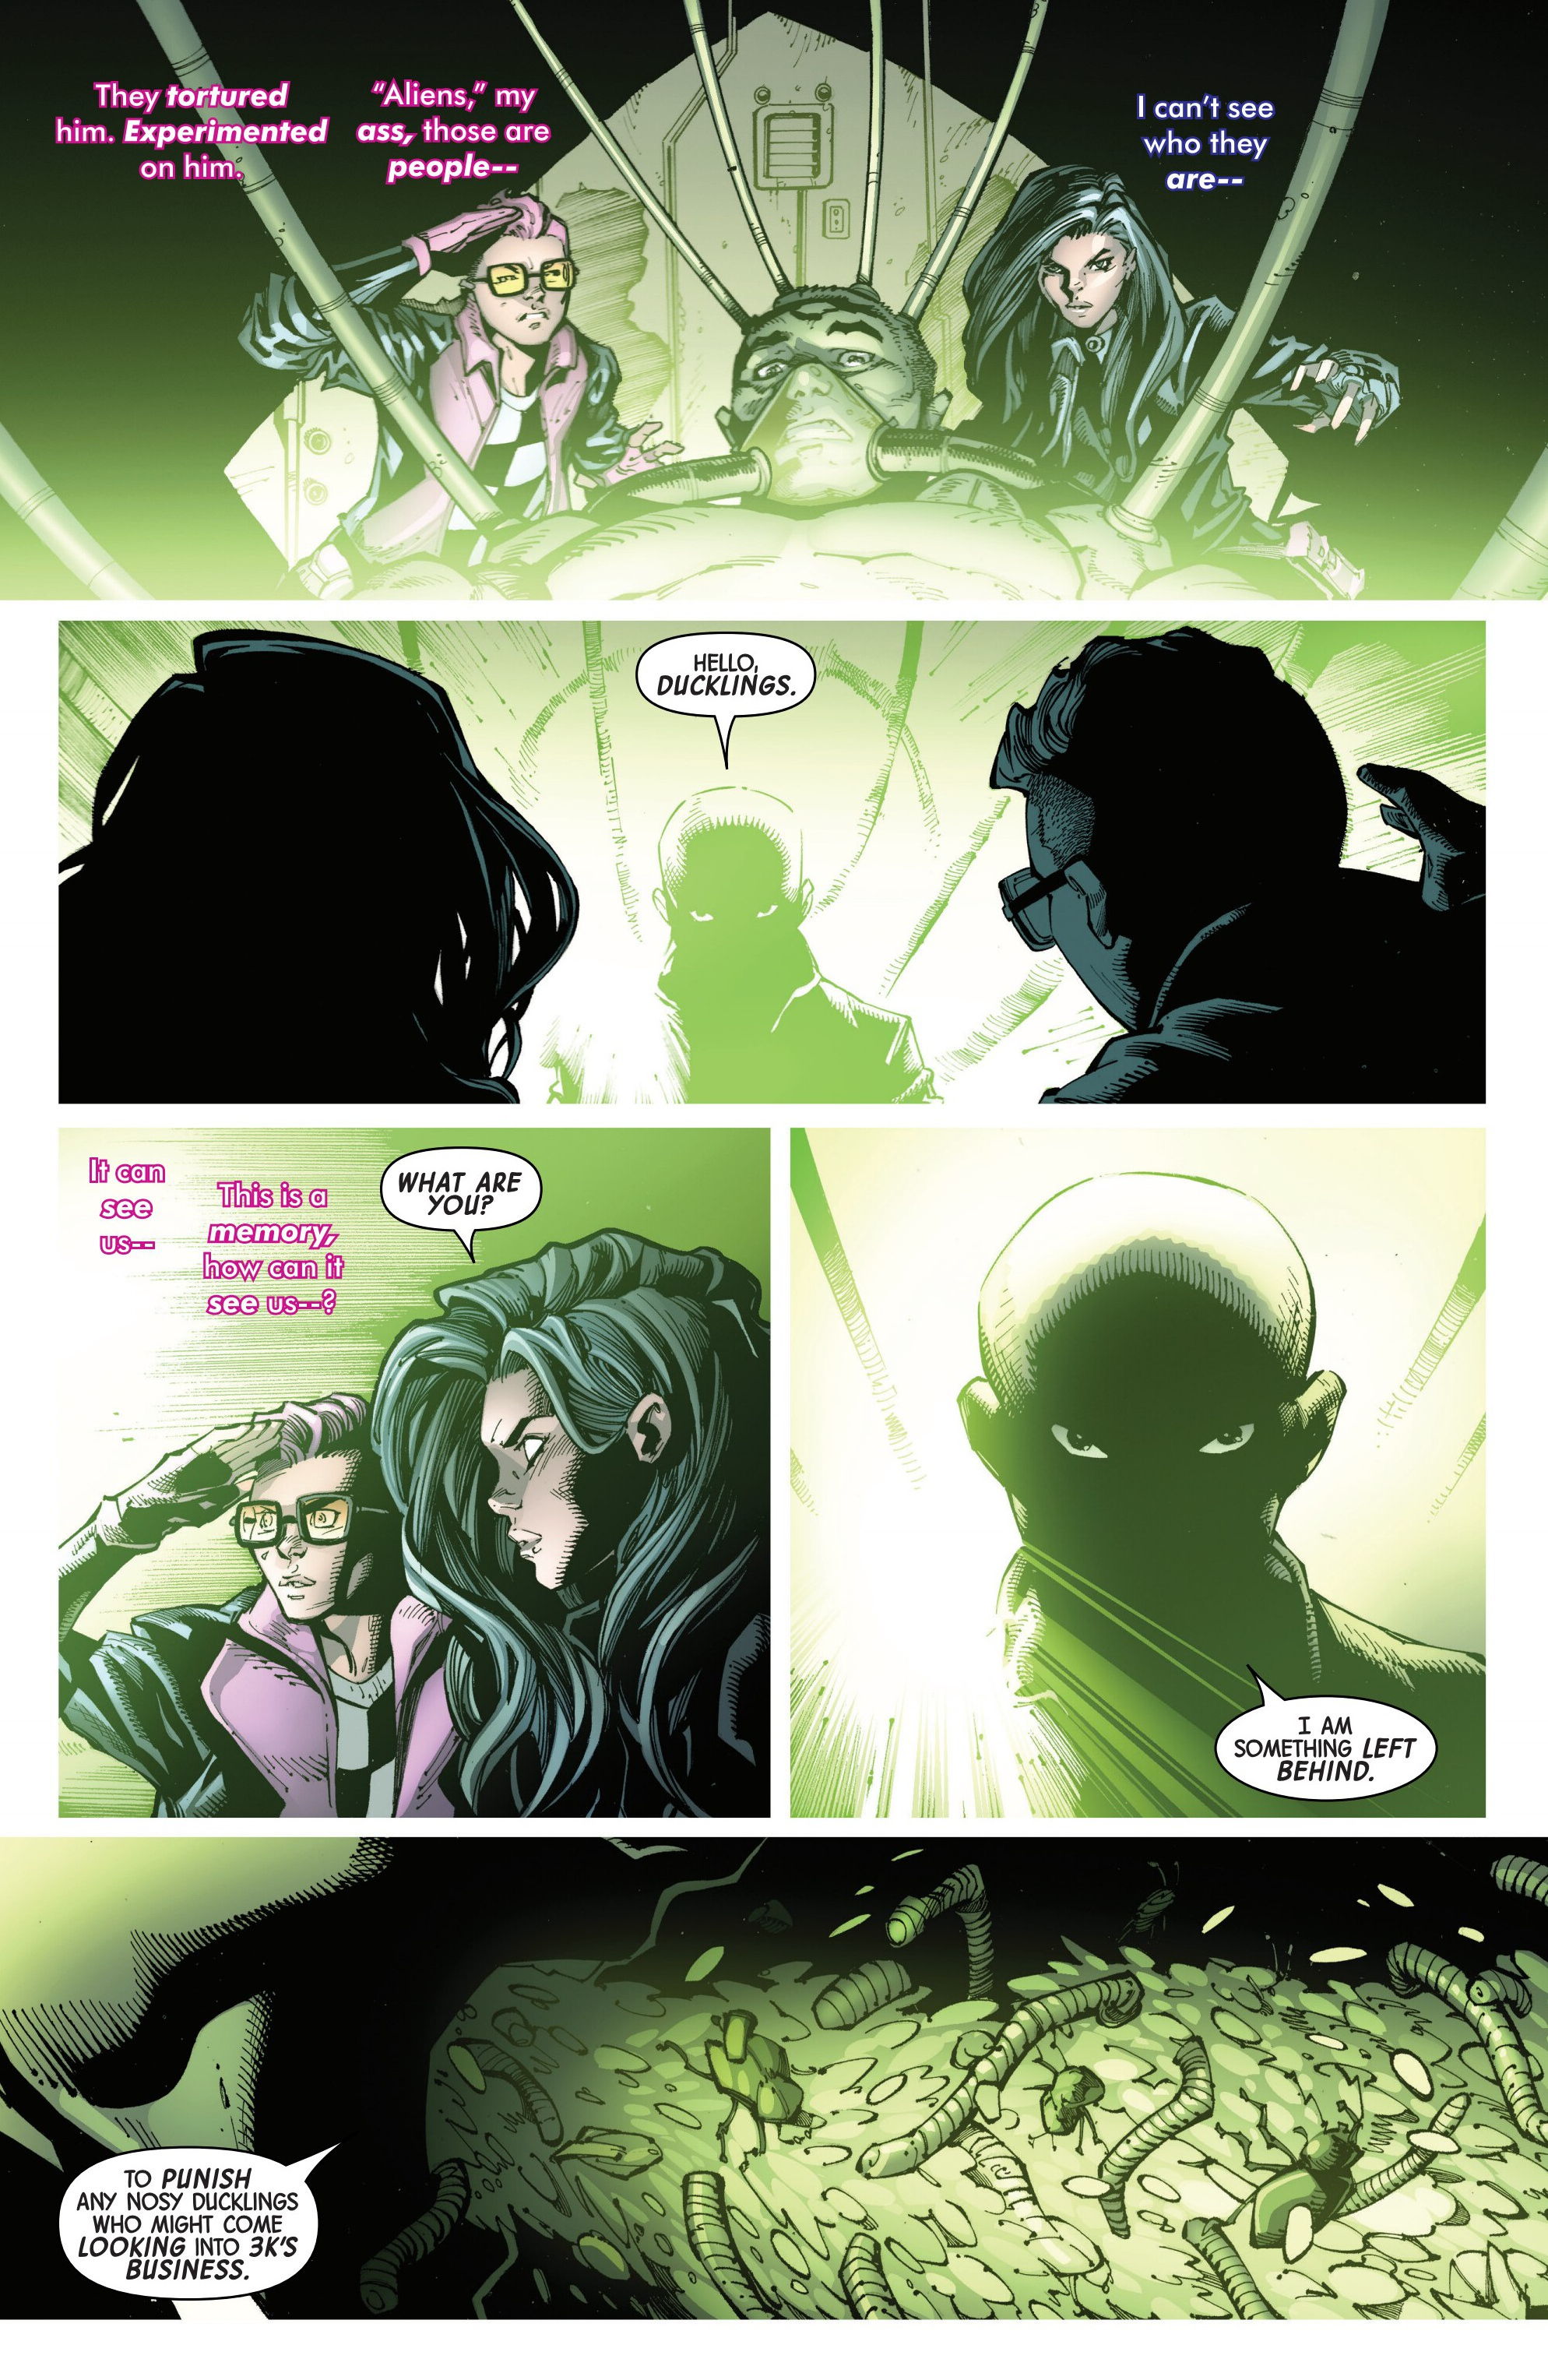 They tortured
him. Experimented
on him.
“Aliens,” my
ass, those are
people--
I can’t see
who they
are--
HELLO,
DUCKLINGS.
It can
see
us--
This is a
memory,
how can it
see us--?
WHAT ARE
YOU?
I AM
SOMETHING LEFT
BEHIND.
TO PUNISH
ANY NOSY DUCKLINGS
WHO MIGHT COME
LOOKING INTO 3K’S
BUSINESS.